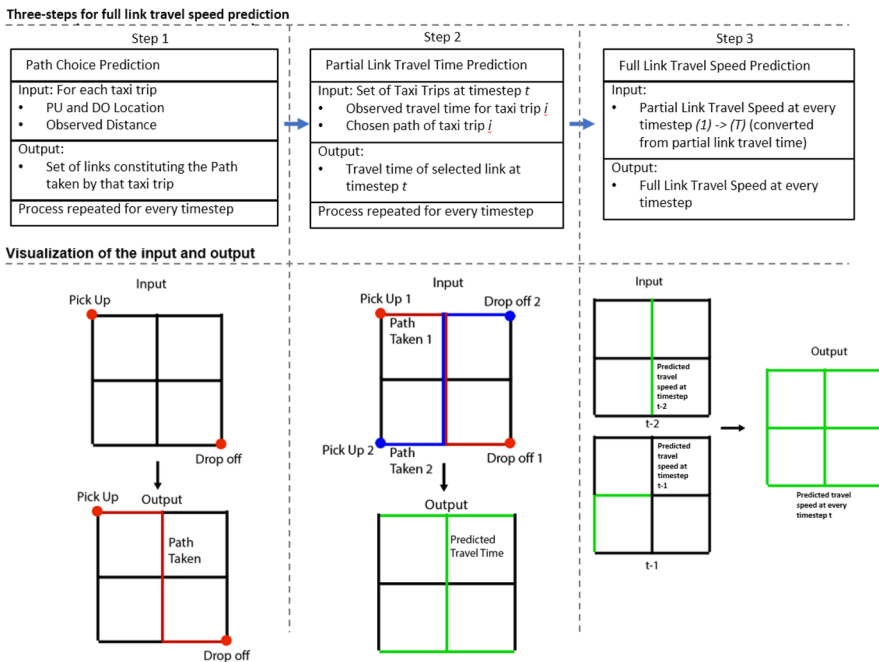 Three-steps for full link travel speed prediction
Step 1
Path Choice Prediction
Input: For each taxi trip
• PU and DO Location
• Observed Distance
Output:
• Set of links constituting the Path
taken by that taxi trip
Process repeated for every timestep
Step 2
Partial Link Travel Time Prediction
Input: Set of Taxi Trips at timestep t
• Observed travel time for taxi trip i
• Chosen path of taxi trip i
Output:
• Travel time of selected link at
timestep t
Process repeated for every timestep
Step 3
Full Link Travel Speed Prediction
Input:
• Partial Link Travel Speed at every
timestep (1) -> (T) (converted
from partial link travel time)
Output:
• Full Link Travel Speed at every
timestep
Visualization of the input and output
Input
Pick Up
Drop off
Pick Up Output
Path
Taken
Drop off
Input
Pick Up 1
Drop off 2
Path
Taken 1
Pick Up 2
Path
Taken 2
Drop off 1
Output
Predicted
Travel Time
Input
Predicted
travel
speed at
timestep
t-2
t-2
Predicted
travel
speed at
timestep
t-1
t-1
Output
Predicted travel
speed at every
timestep t